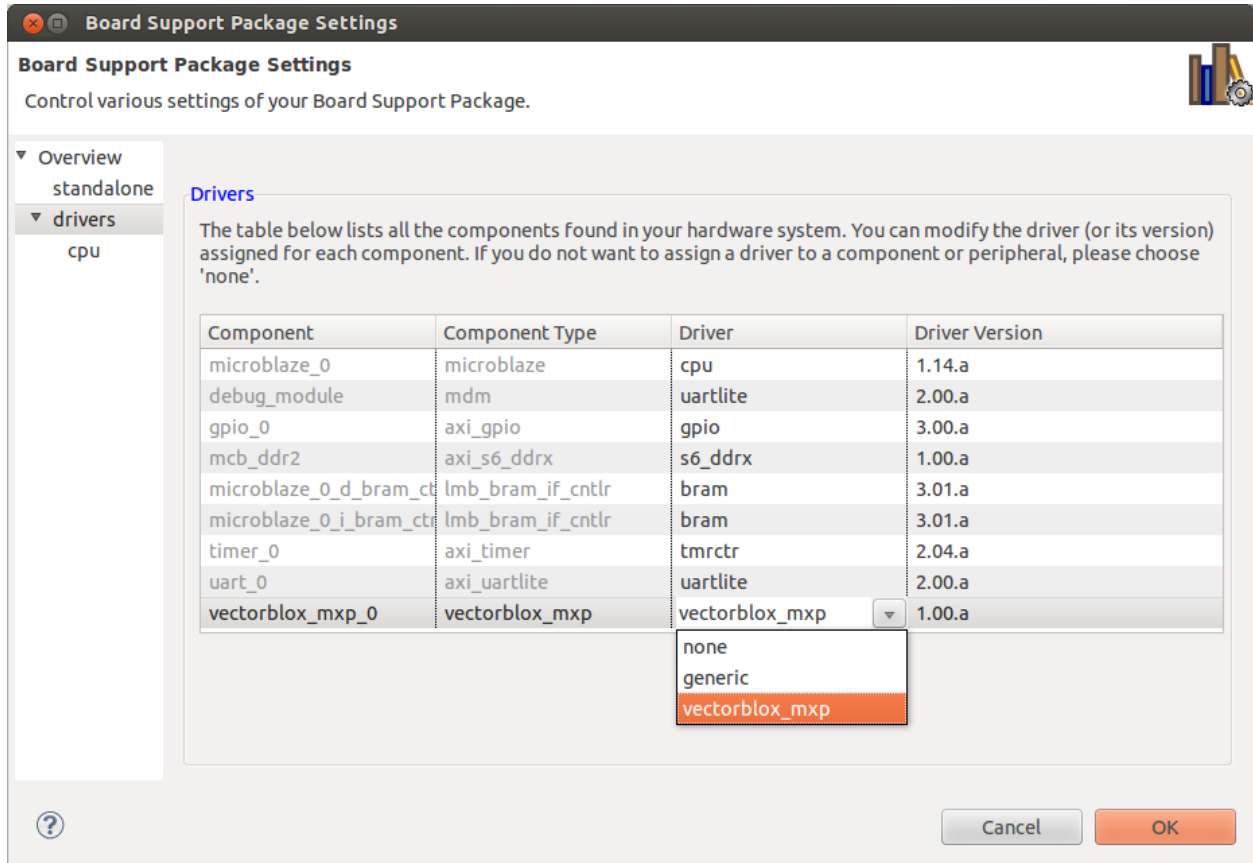 Board Support Package Settings
Board Support Package Settings
Control various settings of your Board Support Package.
Overview
standalone
drivers
cpu
Drivers
The table below lists all the components found in your hardware system. You can modify the driver (or its version)
assigned for each component. If you do not want to assign a driver to a component or peripheral, please choose
'none'.
Component Component Type Driver Driver Version
microblaze_0 microblaze cpu 1.14.a
debug_module mdm uartlite 2.00.a
gpio_0 axi_gpio gpio 3.00.a
mcb_ddr2 axi_s6_ddrx s6_ddrx 1.00.a
microblaze_0_d_bram_ct lmb_bram_if_cntlr bram 3.01.a
microblaze_0_i_bram_ctr lmb_bram_if_cntlr bram 3.01.a
timer_0 axi_timer tmrctr 2.04.a
uart_0 axi_uartlite uartlite 2.00.a
vectorblox_mxp_0 vectorblox_mxp vectorblox_mxp 1.00.a
none
generic
vectorblox_mxp
? Cancel OK